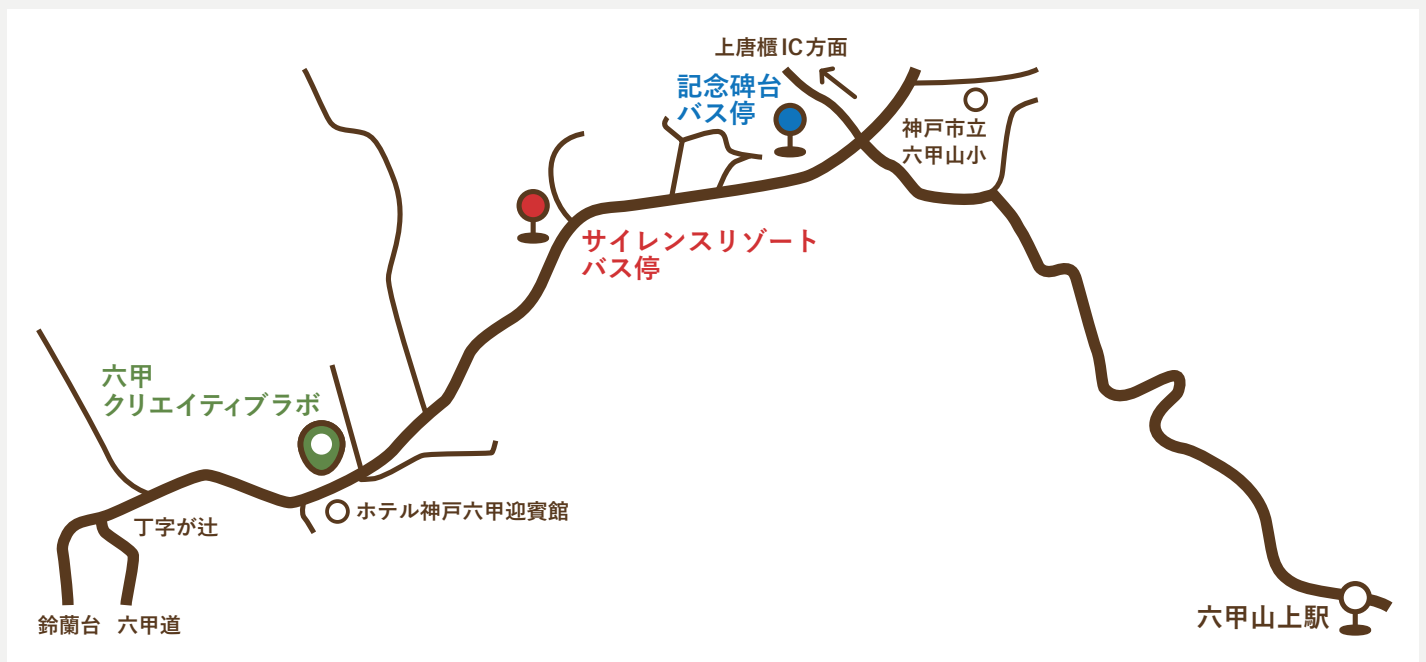 上唐櫃IC方面
記念碑台
バス停
神戸市立
六甲山小
サイレンスリゾート
バス停
六甲
クリエイティブラボ
ホテル神戸六甲迎賓館
丁字が辻
鈴蘭台
六甲道
六甲山上駅